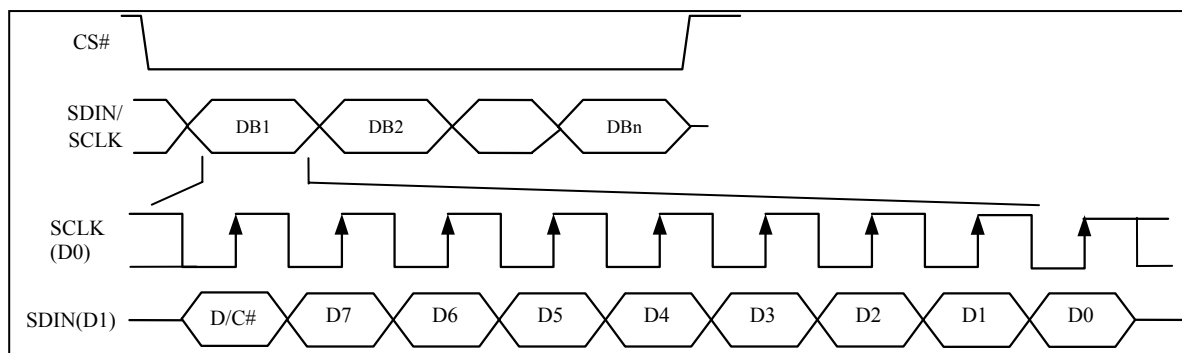 CS#
SDIN/
SCLK
DB1 DB2 DBn
SCLK
(D0)
SDIN(D1) D/C# D7 D6 D5 D4 D3 D2 D1 D0